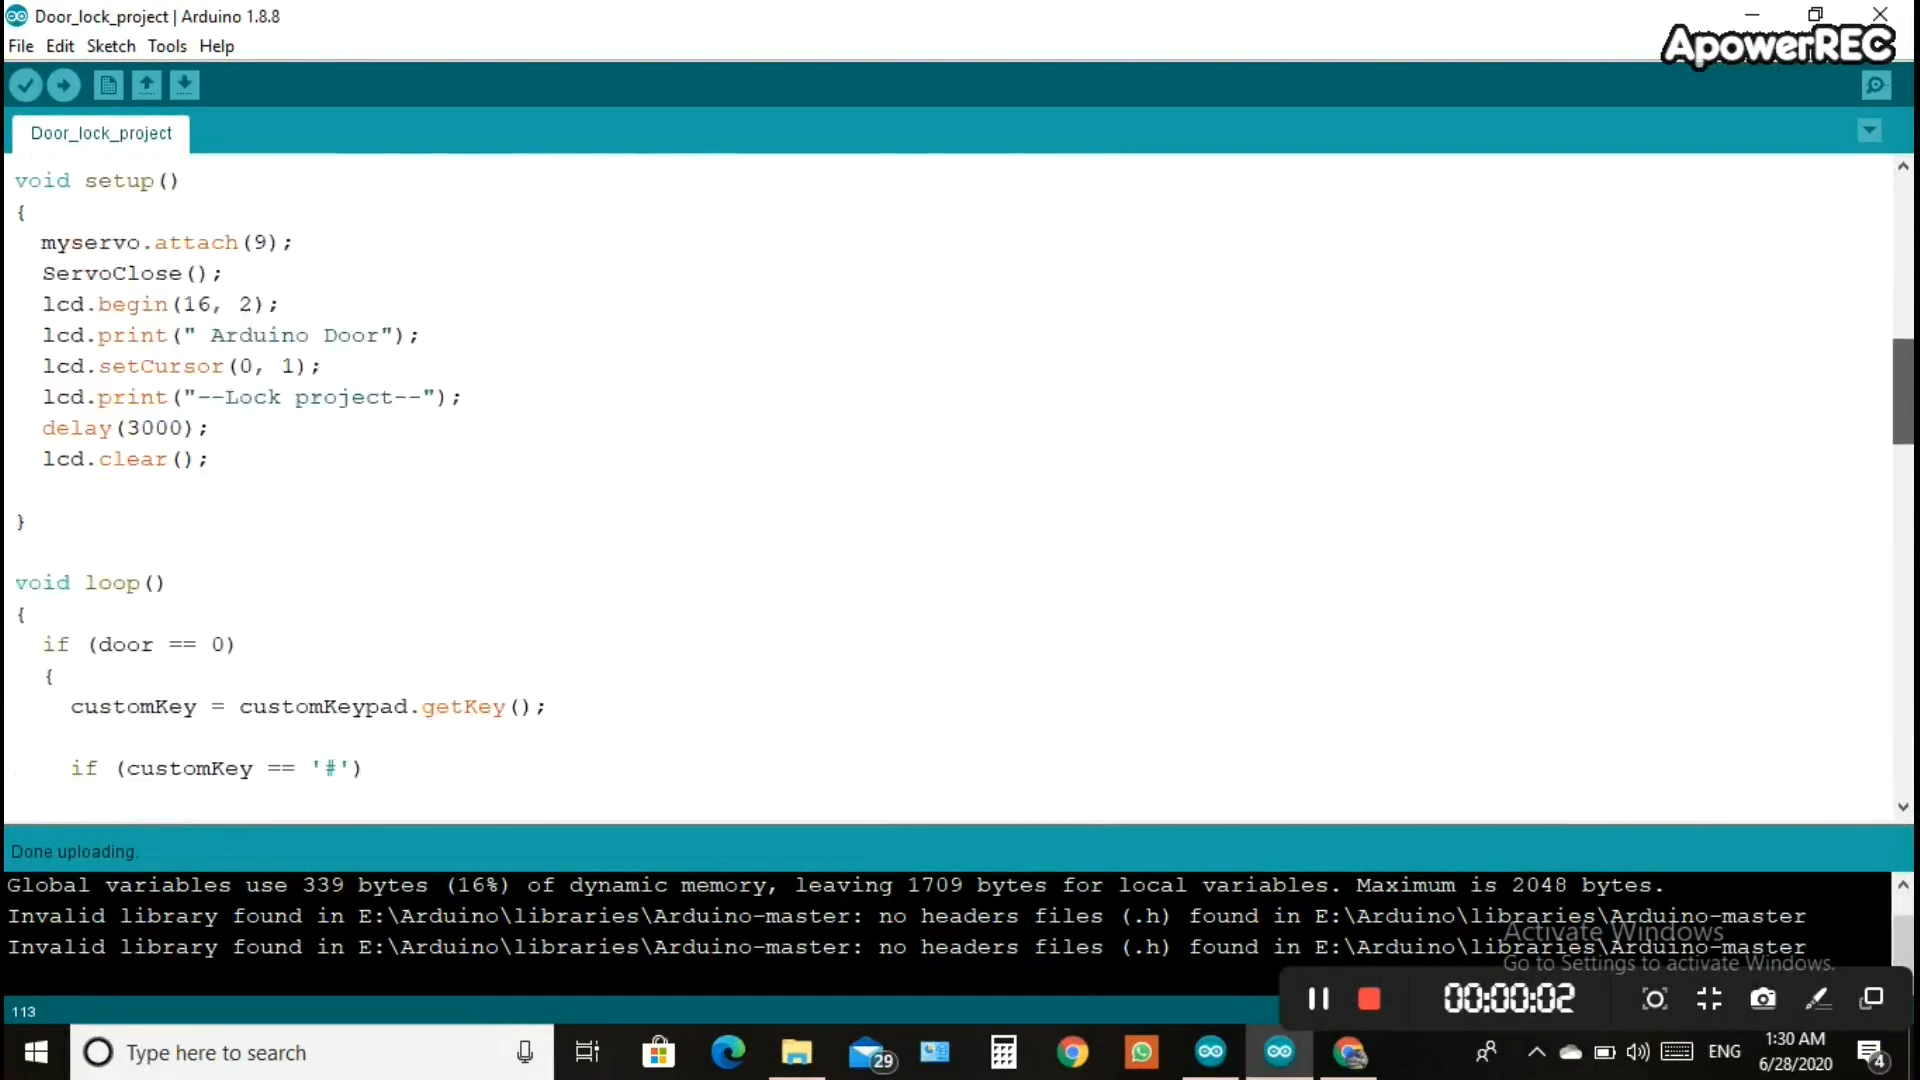 Door_lock_project | Arduino 1.8.8
ApowerREC
File Edit Sketch Tools Help
Door_lock_project
void setup()
{
myservo.attach(9);
ServoClose();
lcd.begin(16, 2);
lcd.print(" Arduino Door");
lcd.setCursor(0, 1);
lcd.print("--Lock project--");
delay(3000);
lcd.clear();
}
void loop()
{
if (door == 0)
{
customKey = customKeypad.getKey();
if (customKey == '#')
Done uploading.
Global variables use 339 bytes (16%) of dynamic memory, leaving 1709 bytes for local variables. Maximum is 2048 bytes.
Invalid library found in E:\Arduino\libraries\Arduino-master: no headers files (.h) found in E:\Arduino\libraries\Arduino-master
Invalid library found in E:\Arduino\libraries\Arduino-master: no headers files (.h) found in E:\Arduino\libraries\Arduino-master
Activate Windows
Go to Settings to activate Windows.
00:00:02
113
Type here to search
29
ENG
1:30 AM
6/28/2020
4